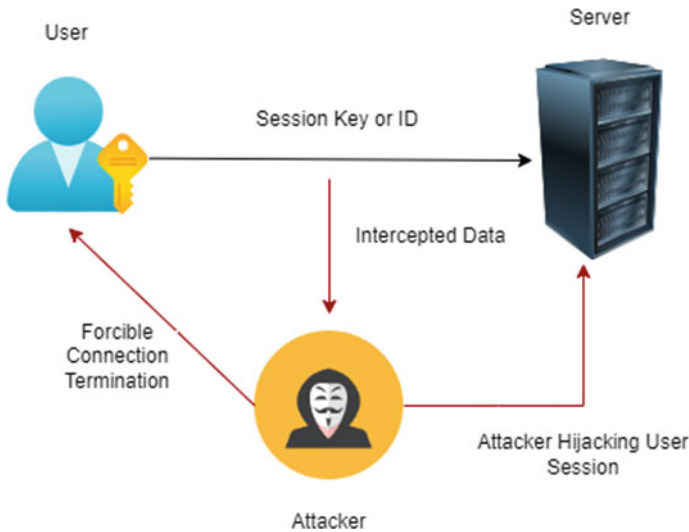 User
Server
Session Key or ID
Intercepted Data
Forcible
Connection
Termination
Attacker Hijacking User
Session
Attacker